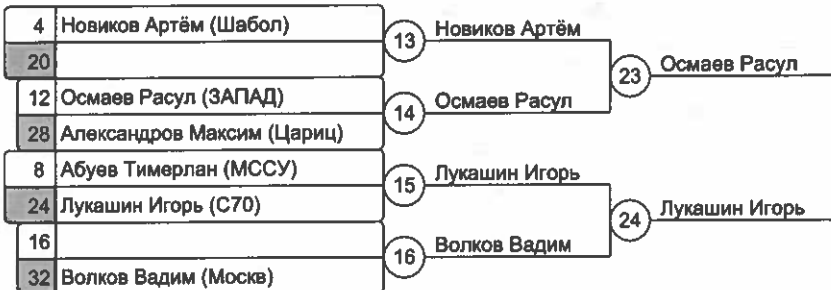 4 Новиков Артём (Шабол)
20
13 Новиков Артём
12 Осмаев Расул (ЗАПАД)
28 Александров Максим (Цариц)
14 Осмаев Расул
23 Осмаев Расул
8 Абуев Тимерлан (МССУ)
24 Лукашин Игорь (С70)
15 Лукашин Игорь
16
32 Волков Вадим (Москв)
16 Волков Вадим
24 Лукашин Игорь